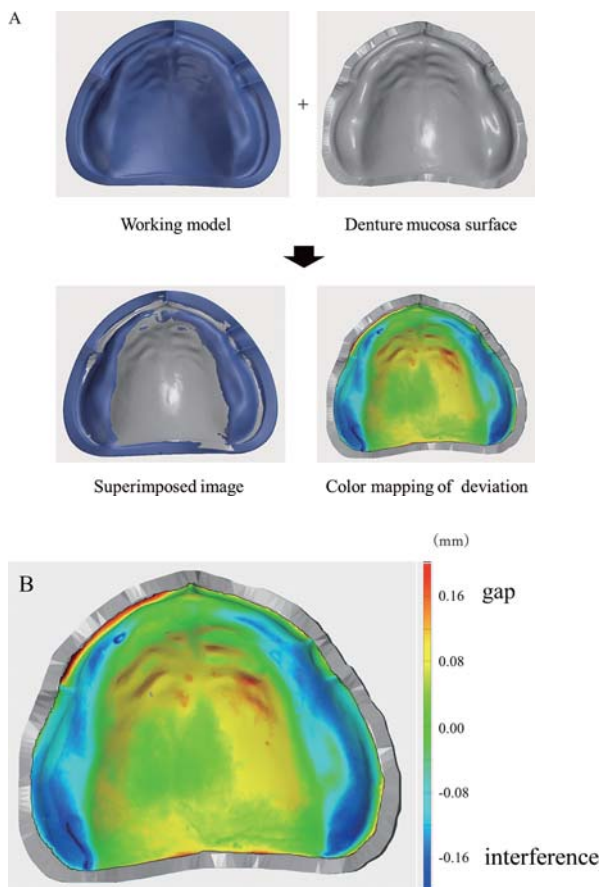 A
+
Working model
Denture mucosa surface
Superimposed image
Color mapping of deviation
B
(mm)
0.16
gap
0.08
0.00
-0.08
-0.16
interference